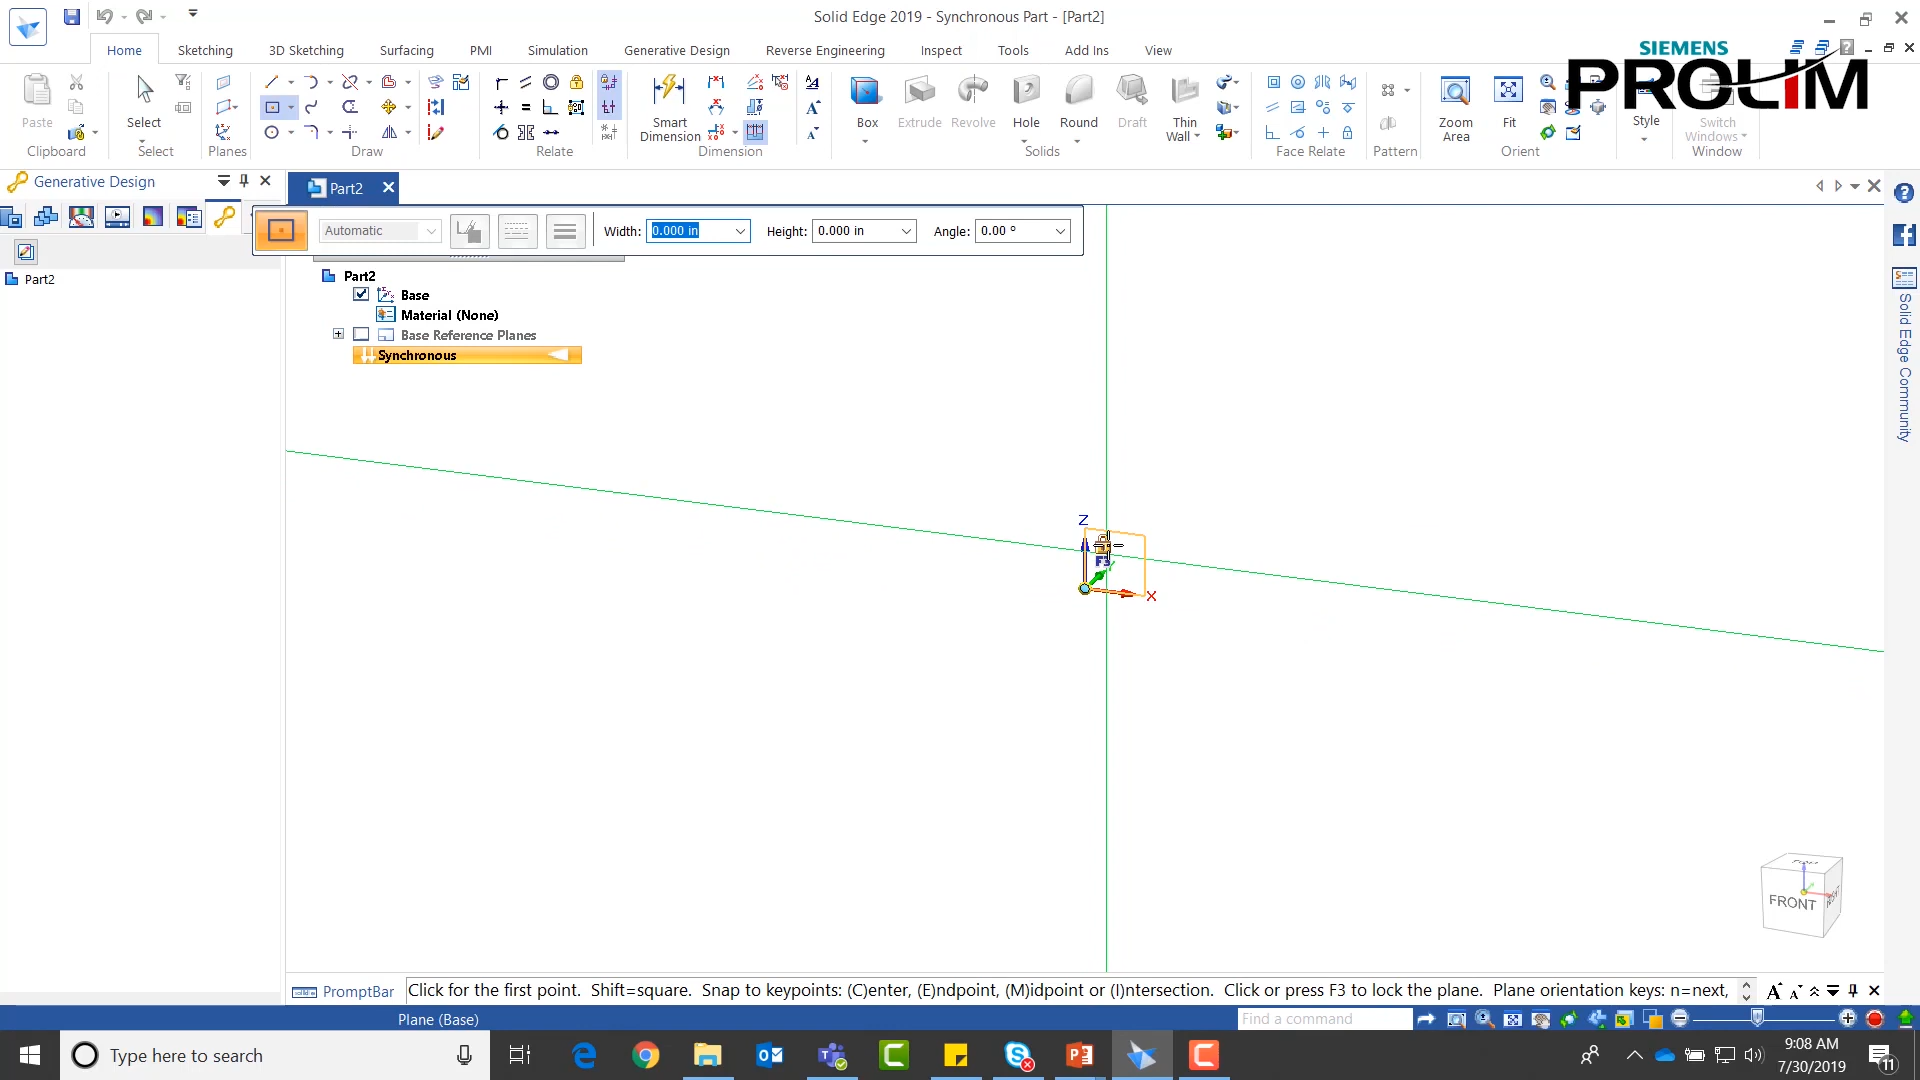 Solid Edge 2019 - Synchronous Part - [Part2]
Home Sketching 3D Sketching Surfacing PMI Simulation Generative Design Reverse Engineering Inspect Tools Add Ins View
SIEMENS
PROLIM
Paste
Select
Smart Dimension
Box Extrude Revolve Hole Round Draft Thin Wall
Zoom Area
Fit
Style
Switch Windows
Clipboard Select Planes Draw Relate Dimension Solids Face Relate Pattern Orient Window
Generative Design
Part2
Part2
Automatic
Width: 0.000 in Height: 0.000 in Angle: 0.00 °
Part2
Base
Material (None)
Base Reference Planes
Synchronous
Solid Edge Community
Z
F3
X
FRONT
PromptBar Click for the first point. Shift=square. Snap to keypoints: (C)enter, (E)ndpoint, (M)idpoint or (I)ntersection. Click or press F3 to lock the plane. Plane orientation keys: n=next,
Plane (Base)
Find a command
Type here to search
9:08 AM
7/30/2019
11